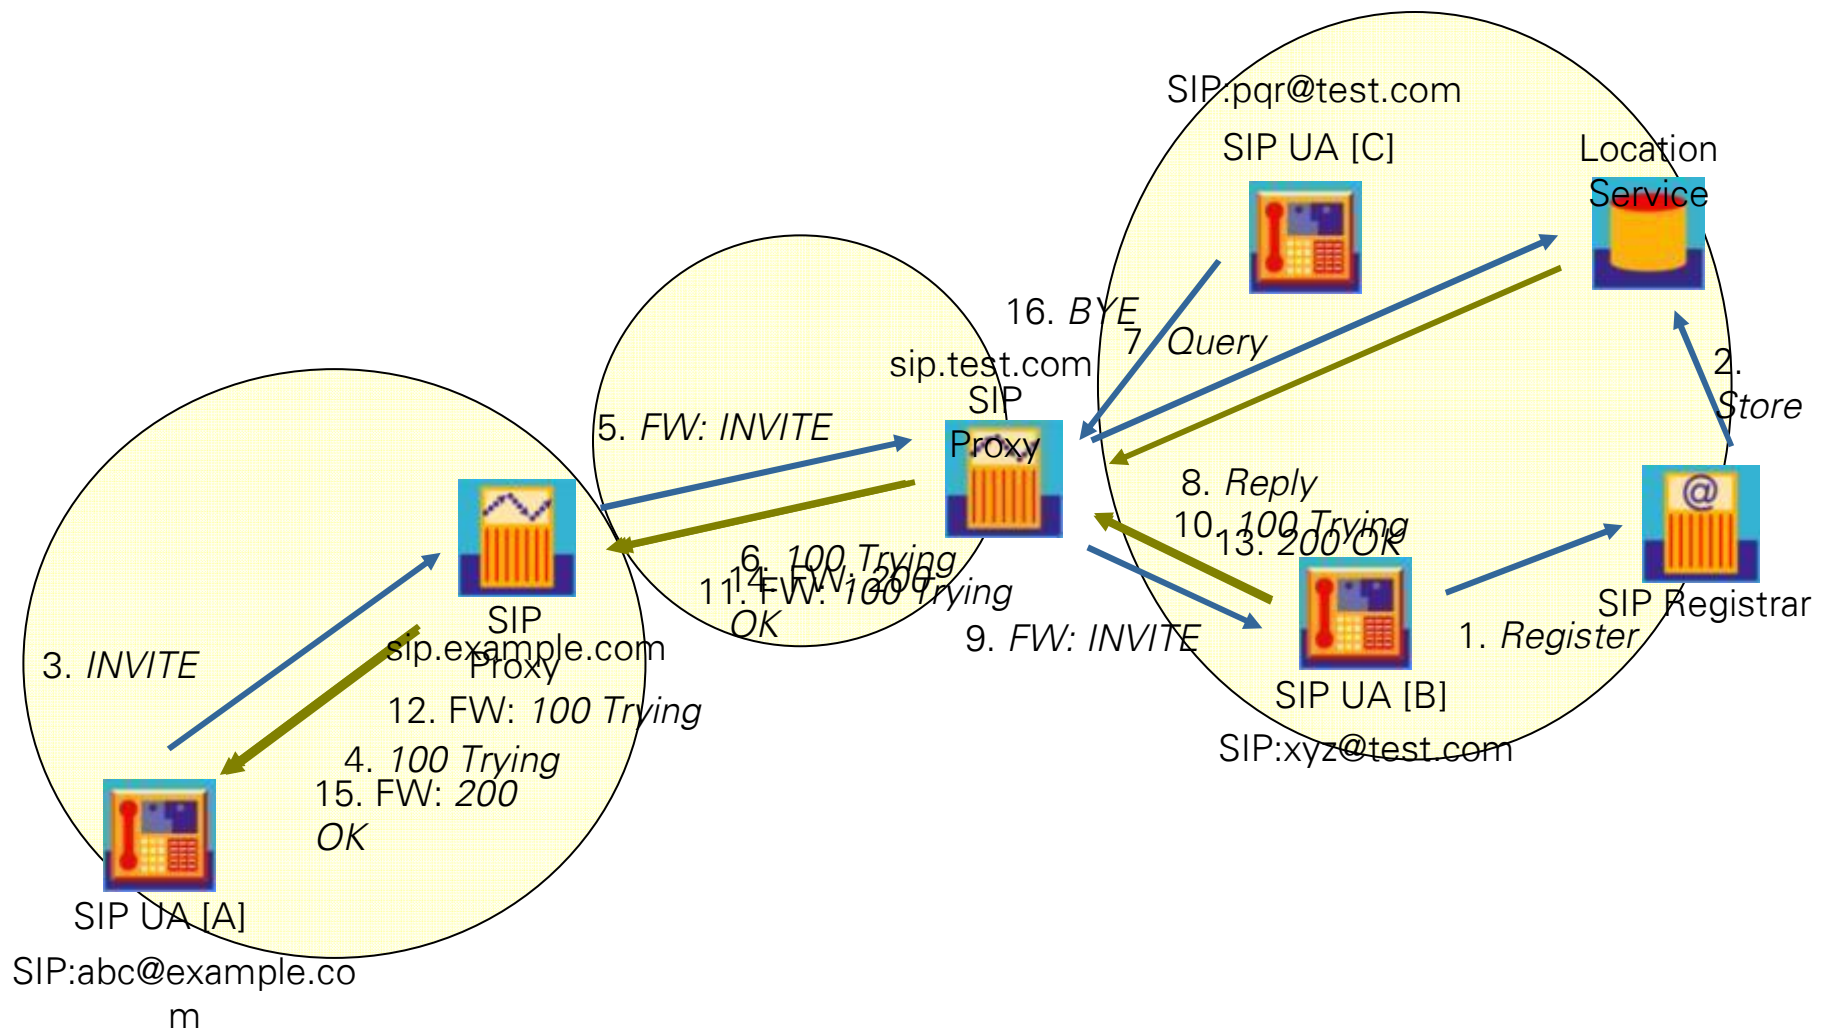 SIP:pqr@test.com
SIP UA [C]
Location
Service
16. BYE
7. Query
sip.test.com
SIP
Proxy
2.
Store
5. FW: INVITE
8. Reply
10. 100 Trying
13. 200 OK
6. 100 Trying
14. FW: 200
OK
11. FW: 100 Trying
9. FW: INVITE
1. Register
SIP Registrar
SIP UA [B]
SIP:xyz@test.com
SIP
Proxy
sip.example.com
3. INVITE
12. FW: 100 Trying
4. 100 Trying
15. FW: 200
OK
SIP UA [A]
SIP:abc@example.co
m
@